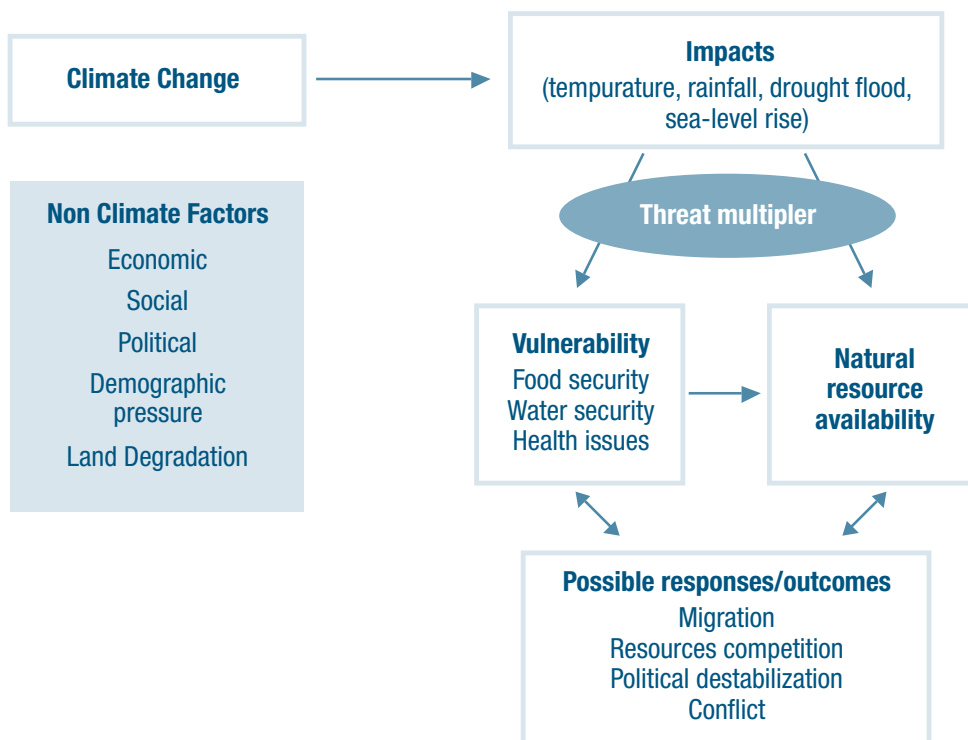 Climate Change
Impacts
(tempurature, rainfall, drought flood,
sea-level rise)
Non Climate Factors
Economic
Social
Political
Demographic
pressure
Land Degradation
Threat multipler
Vulnerability
Food security
Water security
Health issues
Natural
resource
availability
Possible responses/outcomes
Migration
Resources competition
Political destabilization
Conflict